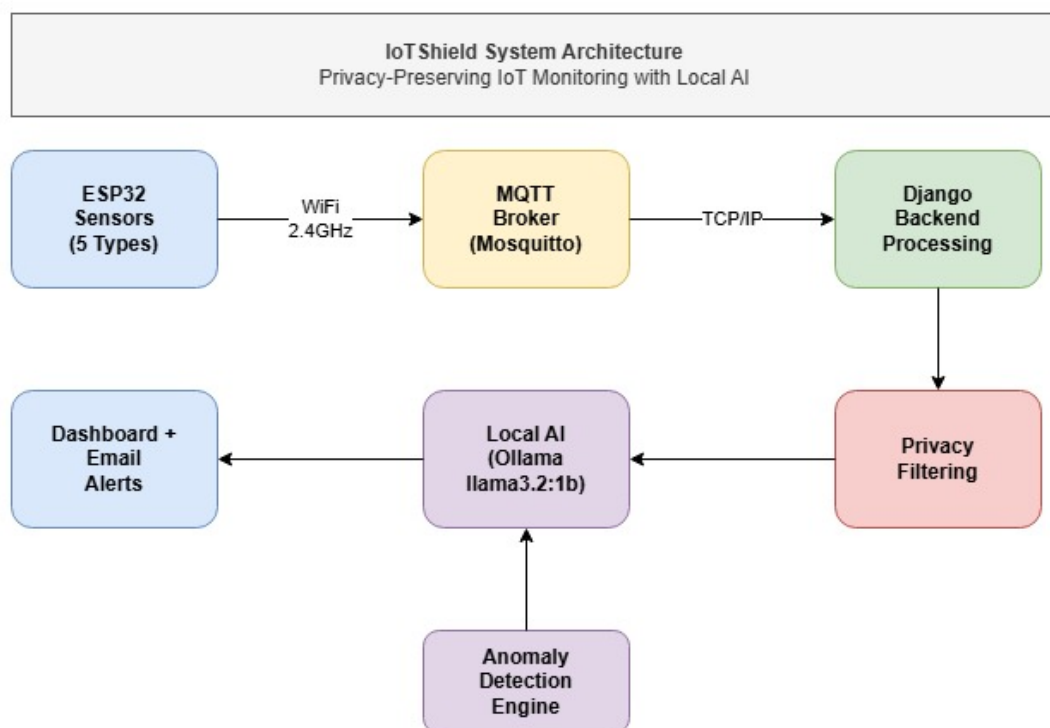 IoTShield System Architecture
Privacy-Preserving IoT Monitoring with Local AI
ESP32
Sensors
(5 Types)
WiFi
2.4GHz
MQTT
Broker
(Mosquitto)
TCP/IP
Django
Backend
Processing
Dashboard +
Email
Alerts
Local AI
(Ollama
llama3.2:1b)
Privacy
Filtering
Anomaly
Detection
Engine